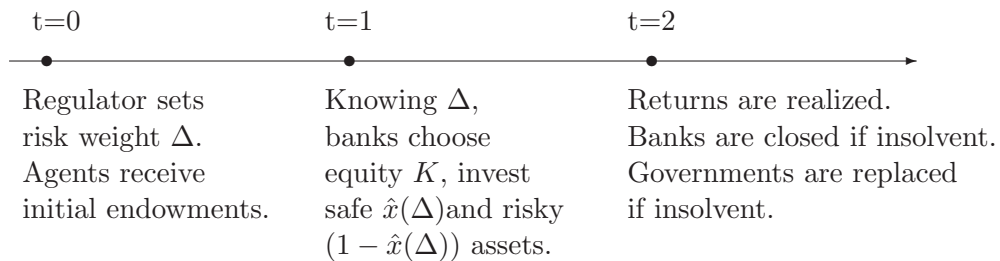 t=0
t=1
t=2
Regulator sets
risk weight Δ.
Agents receive
initial endowments.
Knowing Δ,
banks choose
equity K, invest
safe x̂(Δ)and risky
(1 − x̂(Δ)) assets.
Returns are realized.
Banks are closed if insolvent.
Governments are replaced
if insolvent.